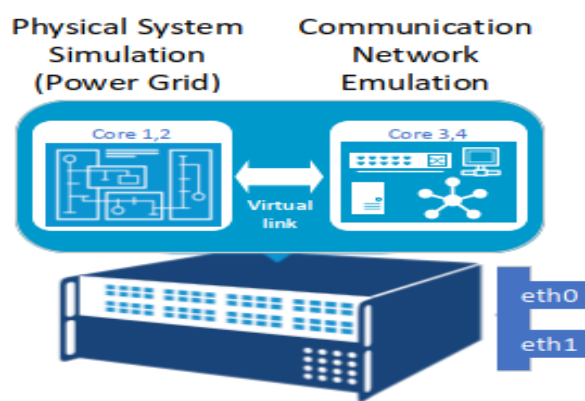 Physical System
Simulation
(Power Grid)
Communication
Network
Emulation
Core 1,2
Core 3,4
Virtual
link
eth0
eth1